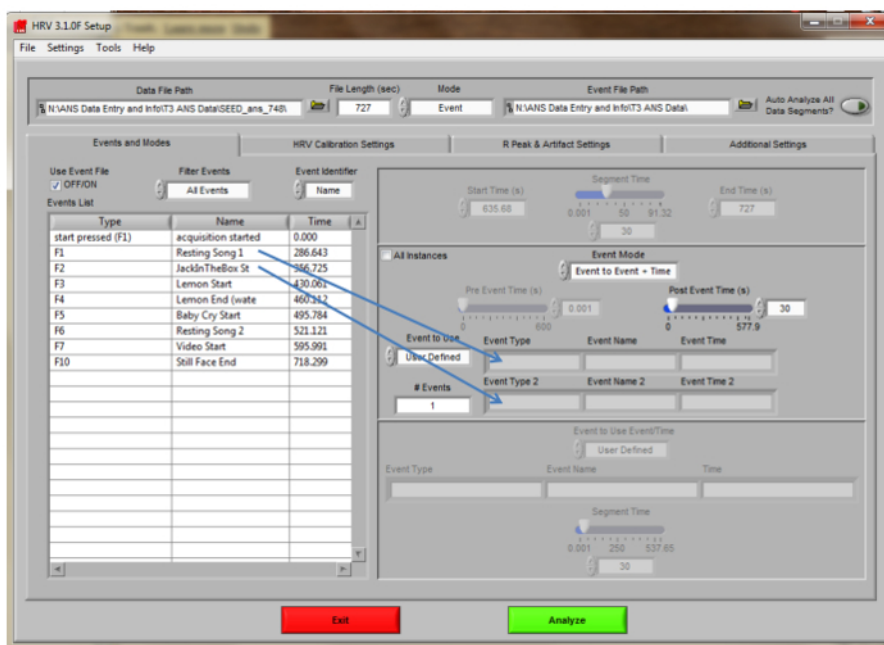 HRV 3.1.0F Setup
File Settings Tools Help
Data File Path File Length (sec) Mode Event File Path
N:\ANS Data Entry and Info\T3 ANS Data\SEED_ans_748\ 727 Event N:\ANS Data Entry and Info\T3 ANS Data\ Auto Analyze All
Data Segments?
Events and Modes HRV Calibration Settings R Peak & Artifact Settings Additional Settings
Use Event File Filter Events Event Identifier
OFF/ON All Events Name
Events List
Type Name Time
start pressed (F1) acquisition started 0.000
F1 Resting Song 1 286.643
F2 JackInTheBox St
F3 Lemon Start 430.061
F4 Lemon End (wate 460.112
F5 Baby Cry Start 495.784
F6 Resting Song 2 521.121
F7 Video Start 595.991
F10 Still Face End 718.299
Segment Time
Start Time (s) End Time (s)
635.68 0.001 50 91.32 727
30
All Instances Event Mode
Event to Event + Time
Pre Event Time (s) Post Event Time (s)
0.001 30
0 600 0 577.9
Event to Use Event Type Event Name Event Time
User Defined
Event Type 2 Event Name 2 Event Time 2
# Events
1
Event to Use Event/Time
User Defined
Event Type Event Name Time
Segment Time
0.001 250 537.65
30
Exit Analyze